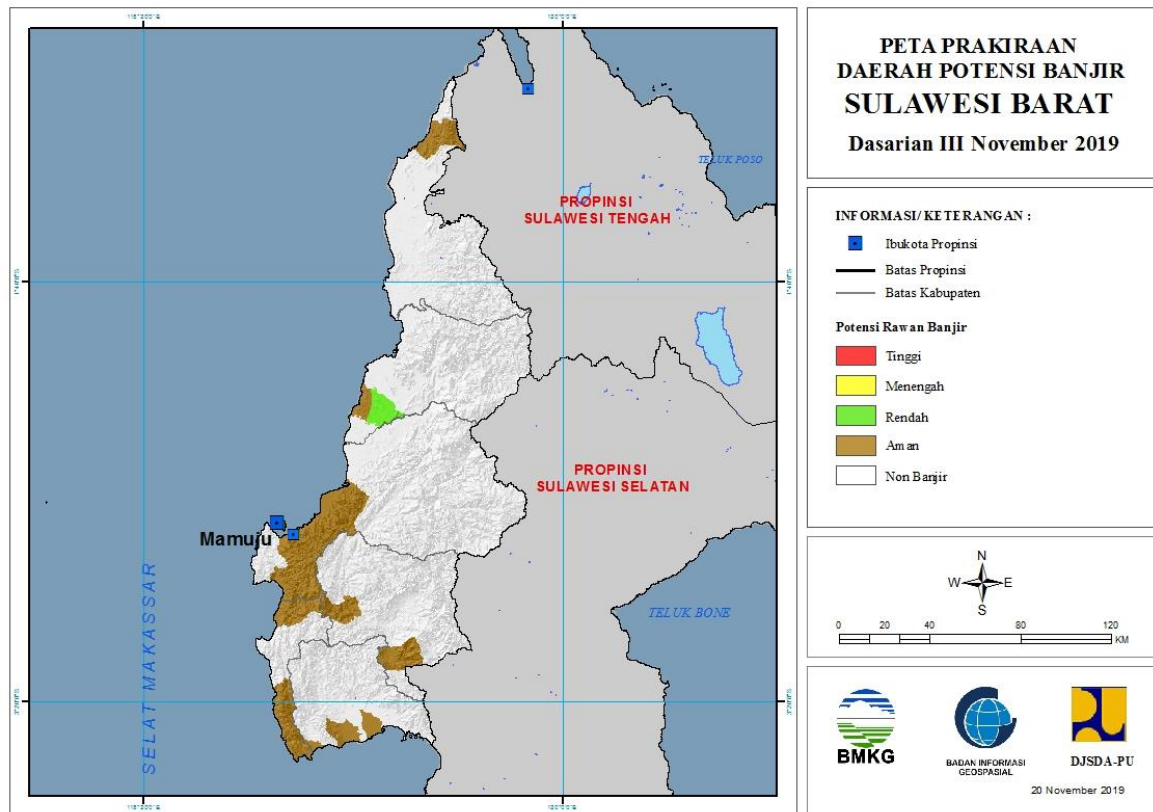 PETA PRAKIRAAN
DAERAH POTENSI BANJIR
SULAWESI BARAT
Dasarian III November 2019
INFORMASI/ KETERANGAN :
Ibukota Propinsi
Batas Propinsi
Batas Kabupaten
Potensi Rawan Banjir
Tinggi
Menengah
Rendah
Aman
Non Banjir
N
W E
S
0 20 40 80 120
KM
BMKG
BADAN INFORMASI
GEOSPASIAL
DJSDA-PU
20 November 2019
TELUK POSO
PROPINSI
SULAWESI TENGAH
PROPINSI
SULAWESI SELATAN
Mamuju
SELAT MAKASSAR
TELUK BONE